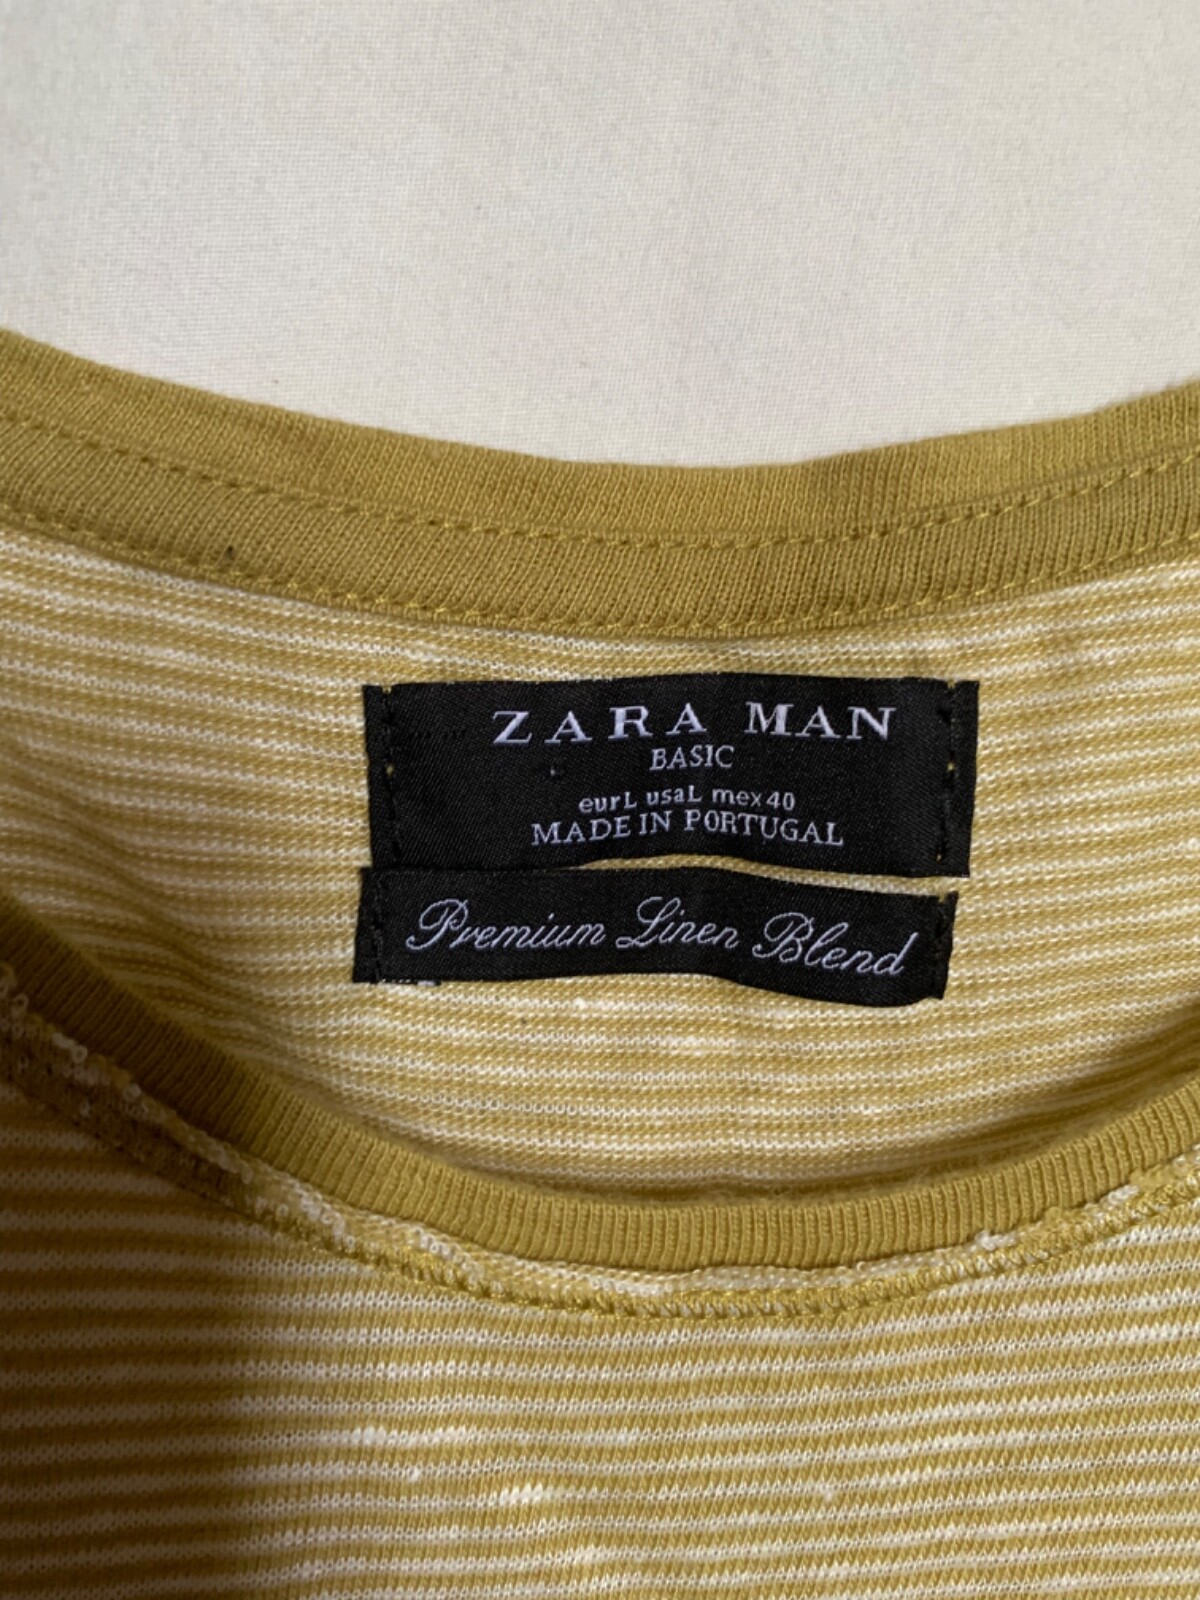 ZARA MAN
BASIC
eurL usaL mex40
MADE IN PORTUGAL
Premium Linen Blend